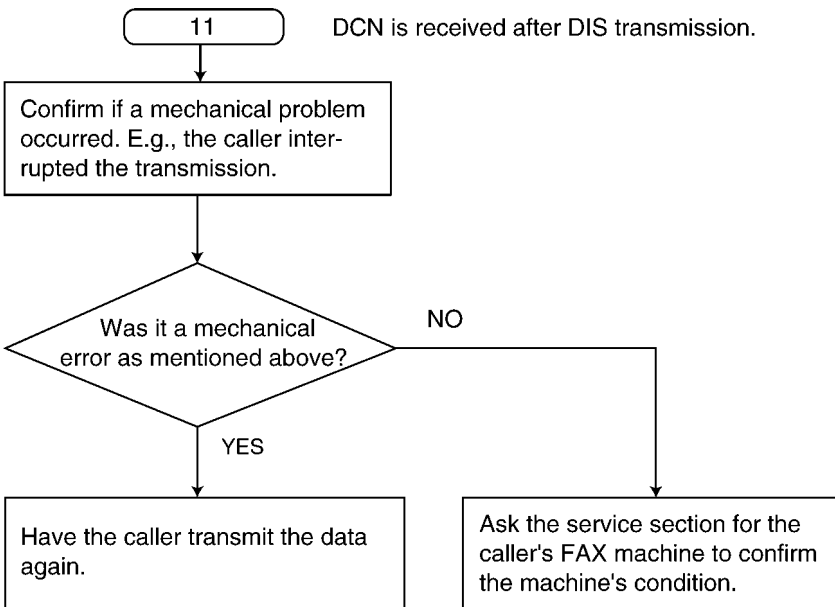 11
DCN is received after DIS transmission.
Confirm if a mechanical problem
occurred. E.g., the caller inter-
rupted the transmission.
Was it a mechanical
error as mentioned above?
NO
YES
Have the caller transmit the data
again.
Ask the service section for the
caller's FAX machine to confirm
the machine's condition.